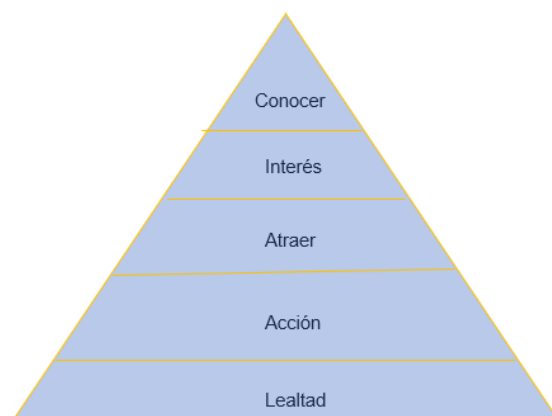 Conocer
Interés
Atraer
Acción
Lealtad